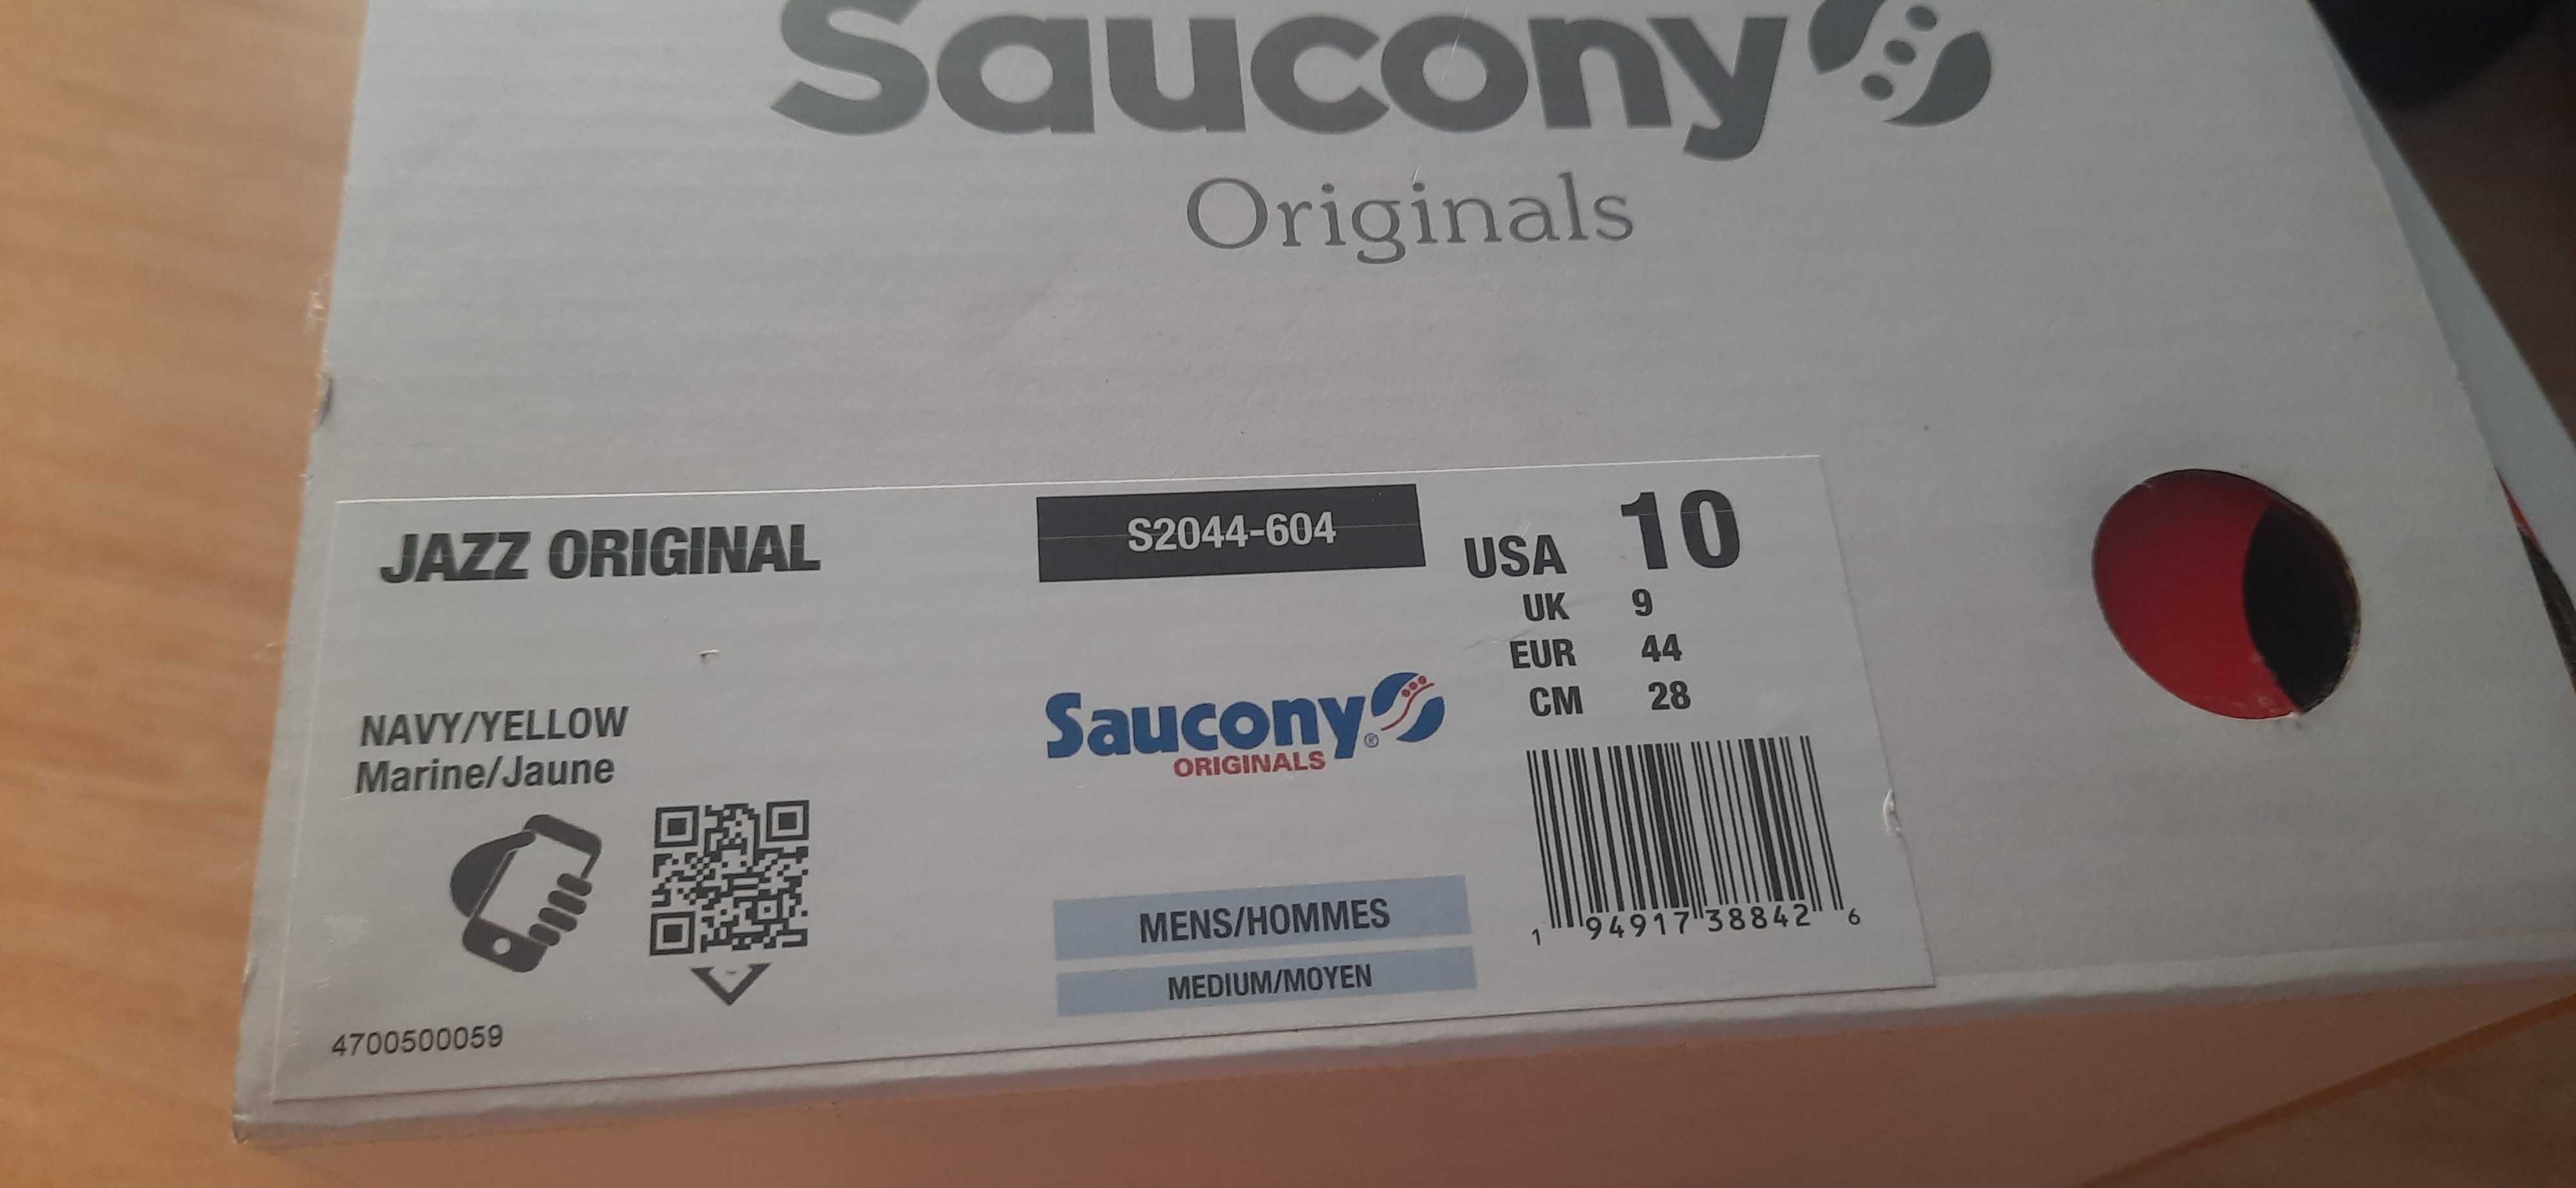 Saucony
Originals
JAZZ ORIGINAL
S2044-604
USA 10
UK 9
EUR 44
CM 28
NAVY/YELLOW
Marine/Jaune
Saucony®
ORIGINALS
MENS/HOMMES
MEDIUM/MOYEN
1 94917 38842 6
4700500059